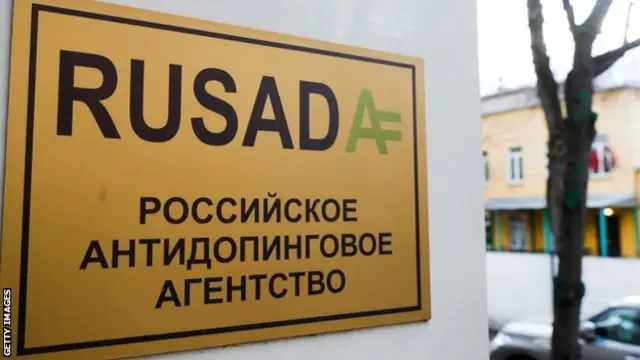 RUSADA
РОССИЙСКОЕ
АНТИДОПИНГОВОЕ
АГЕНТСТВО
GETTY IMAGES